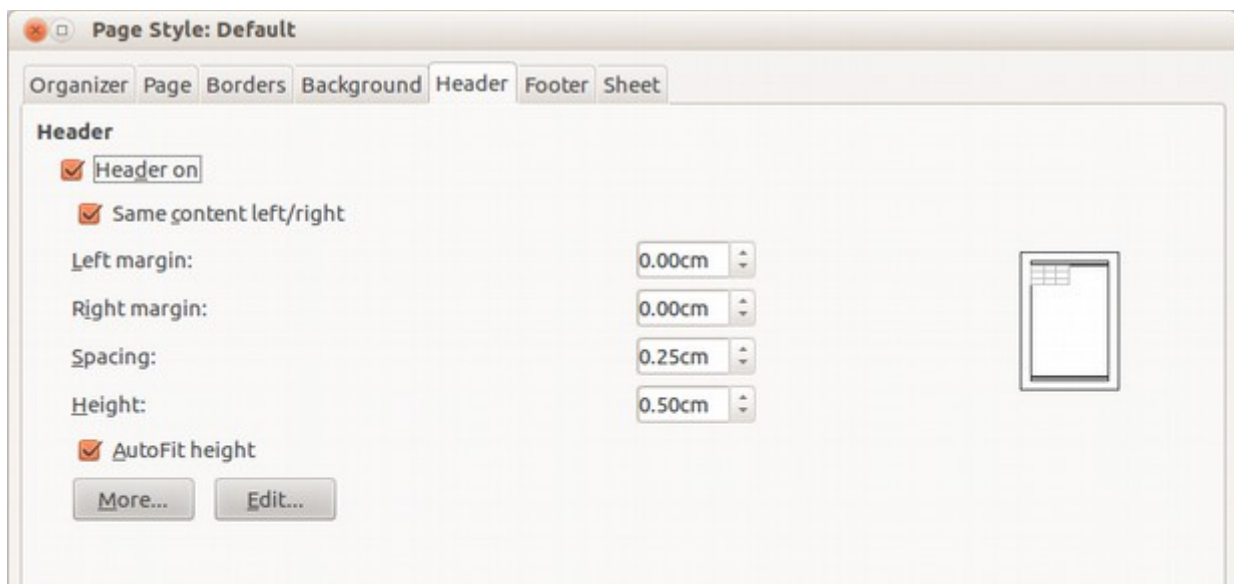 Page Style: Default
Organizer Page Borders Background Header Footer Sheet
Header
Header on
Same content left/right
Left margin: 0.00cm
Right margin: 0.00cm
Spacing: 0.25cm
Height: 0.50cm
AutoFit height
More... Edit...